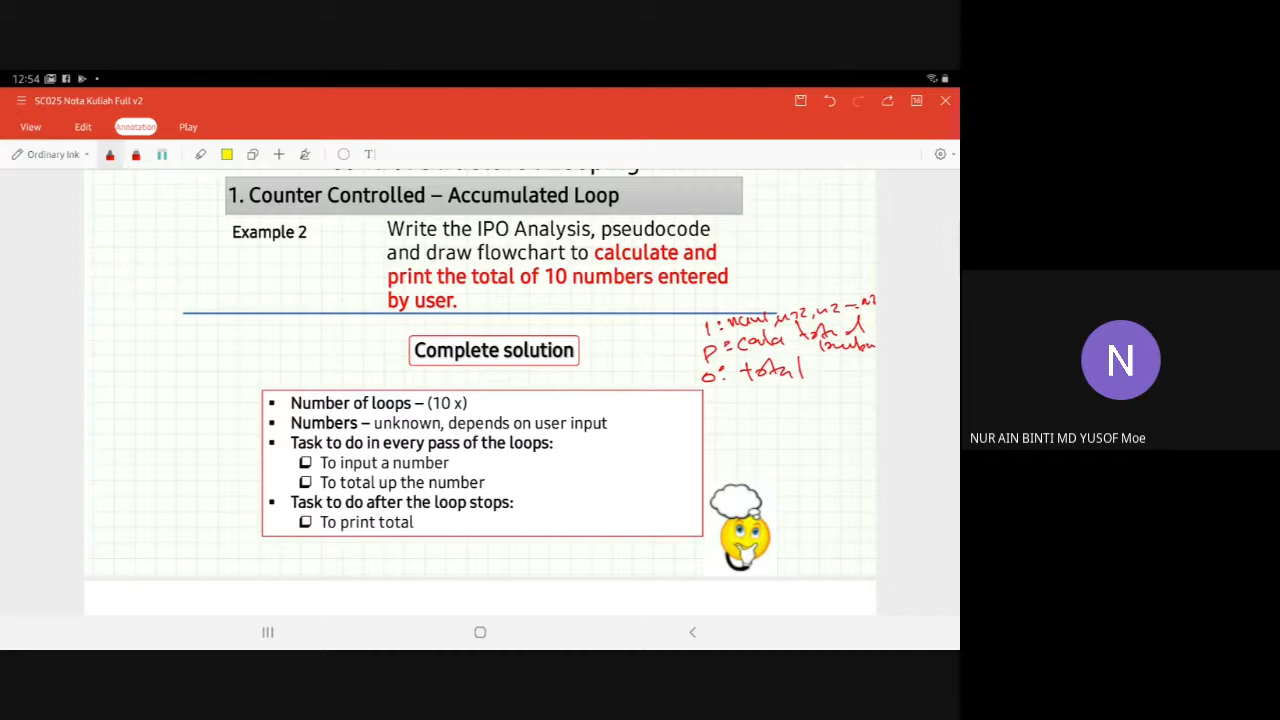 12:54
SC025 Nota Kuliah Full v2
16
View Edit Annotation Play
Ordinary Ink
T
1. Counter Controlled – Accumulated Loop
Example 2
Write the IPO Analysis, pseudocode
and draw flowchart to calculate and
print the total of 10 numbers entered
by user.
I:
P: total
O: total
Complete solution
▪ Number of loops – (10 x)
▪ Numbers – unknown, depends on user input
▪ Task to do in every pass of the loops:
❑ To input a number
❑ To total up the number
▪ Task to do after the loop stops:
❑ To print total
N
NUR AIN BINTI MD YUSOF Moe